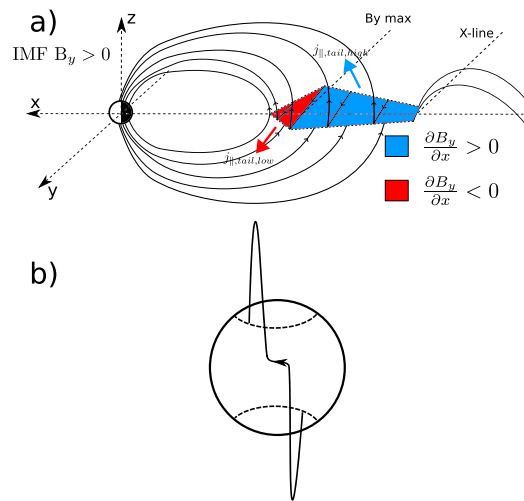 a)
z
By max
IMF B_y > 0
j_{||,tail,high}
X-line
x
y
j_{||,tail,low}
∂B_y/∂x > 0
∂B_y/∂x < 0
b)